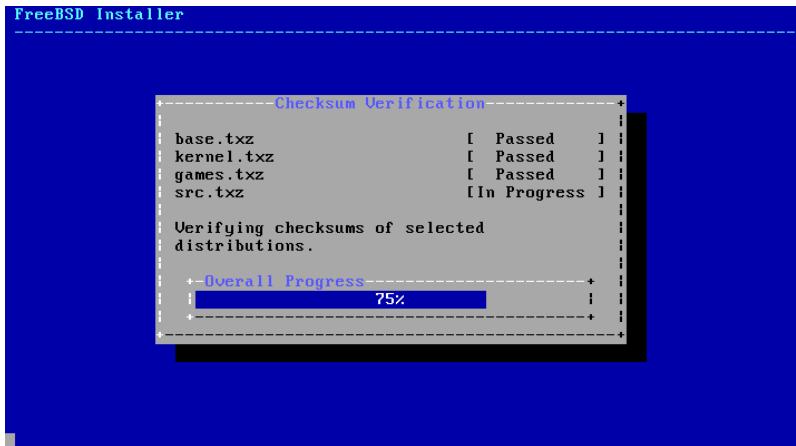 FreeBSD Installer
Checksum Verification
base.txz [ Passed ]
kernel.txz [ Passed ]
games.txz [ Passed ]
src.txz [In Progress ]
Verifying checksums of selected
distributions.
Overall Progress
75%